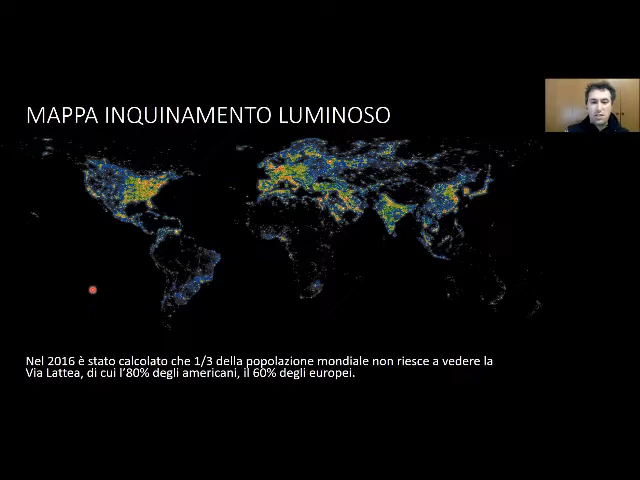 MAPPA INQUINAMENTO LUMINOSO
Nel 2016 è stato calcolato che 1/3 della popolazione mondiale non riesce a vedere la
Via Lattea, di cui l'80% degli americani, il 60% degli europei.